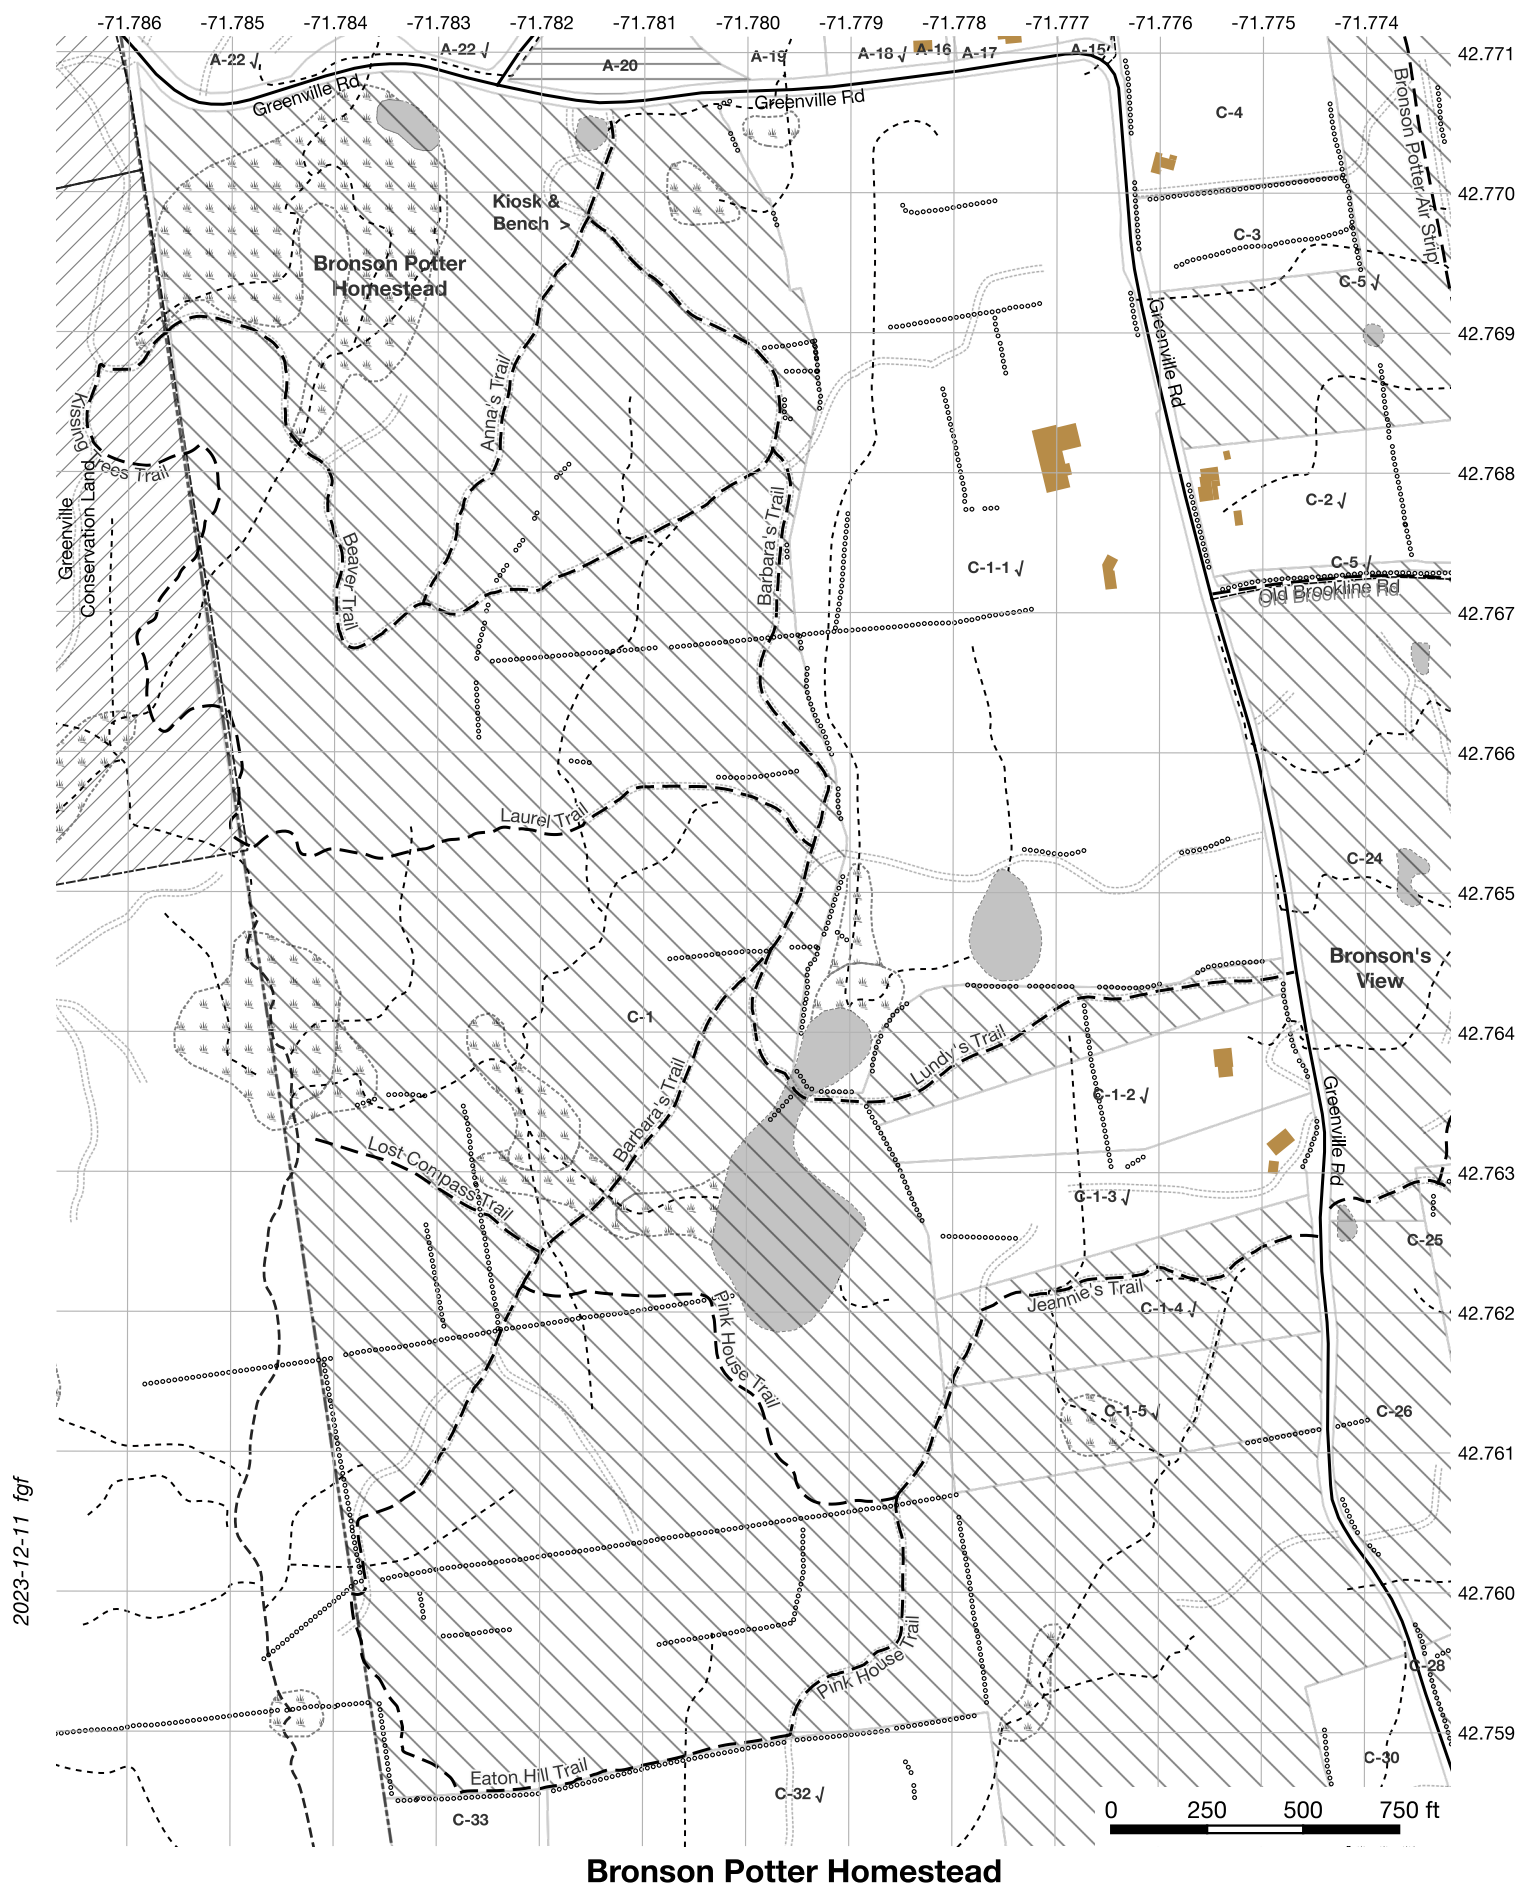 -71.786 -71.785 -71.784 -71.783 -71.782 -71.781 -71.780 -71.779 -71.778 -71.777 -71.776 -71.775 -71.774
42.771
A-22 √
A-22 √
A-20
A-19
A-18 √
A-16
A-17
A-15
Greenville Rd
Greenville Rd
Bronson Potter Air Strip
C-4
42.770
Kiosk &
Bench >
C-3
Bronson Potter
Homestead
C-5 √
42.769
Greenville Rd
Kissing
Trees Trail
Anna's Trail
42.768
Greenville
Conservation Land
Beaver Trail
Barbara's Trail
C-2 √
C-1-1 √
C-5 √
Old Brookline Rd
Old Brookline Rd
42.767
42.766
Laurel Trail
C-24
42.765
Bronson's
View
C-1
42.764
Lundy's Trail
C-1-2 √
Barbara's Trail
Greenville Rd
Lost Compass Trail
42.763
C-1-3 √
C-25
Jeannie's Trail
C-1-4 √
42.762
Pink House Trail
C-1-5 √
C-26
42.761
2023-12-11 fgf
42.760
Pink House Trail
C-28
42.759
Eaton Hill Trail
C-30
C-32 √
C-33
0 250 500 750 ft
Bronson Potter Homestead